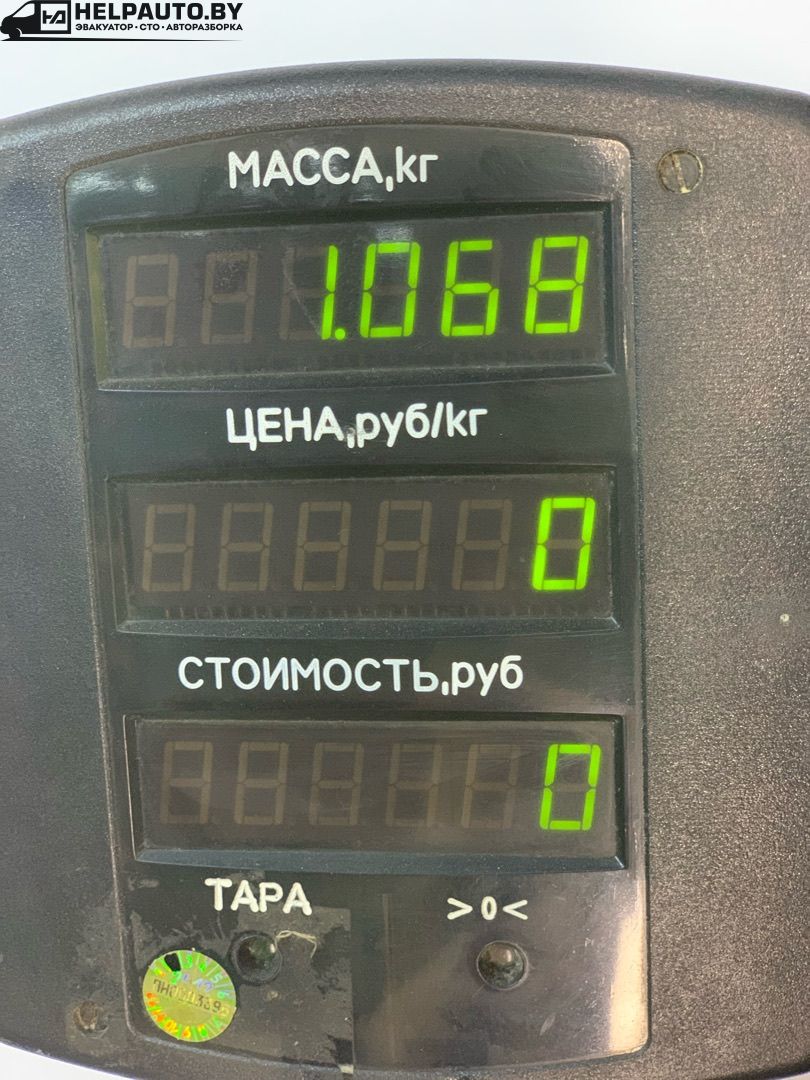 HELPAUTO.BY
ЭВАКУАТОР • СТО • АВТОРАЗБОРКА
МАССА,кг
1.068
ЦЕНА,руб/кг
0
СТОИМОСТЬ,руб
0
ТАРА >0<